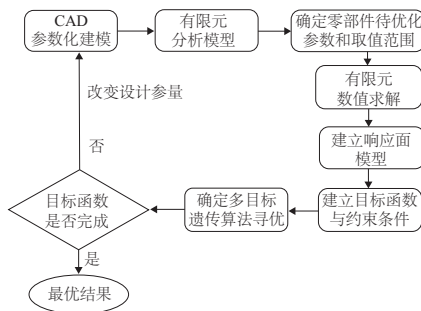 CAD
参数化建模
有限元
分析模型
确定零部件待优化
参数和取值范围
有限元
数值求解
建立响应面
模型
建立目标函数
与约束条件
确定多目标
遗传算法寻优
目标函数
是否完成
否
改变设计参量
是
最优结果